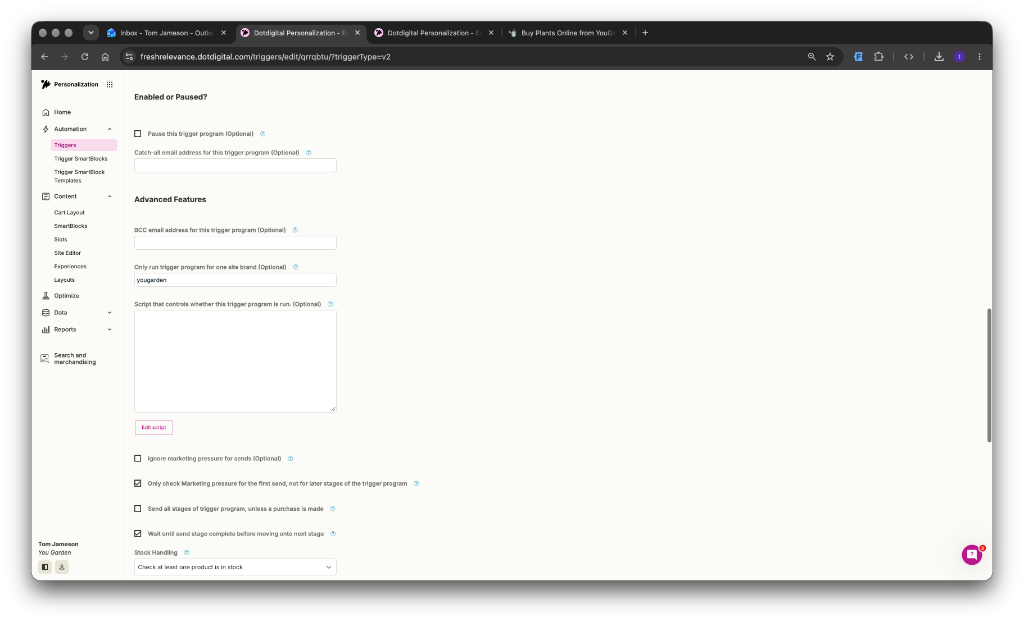 Inbox - Tom Jameson - Outlo
Dotdigital Personalization - E
Dotdigital Personalization - E
Buy Plants Online from YouG
freshrelevance.dotdigital.com/triggers/edit/qrrqbtu/?triggerType=v2
Personalization
Home
Automation
Triggers
Trigger SmartBlocks
Trigger SmartBlock
Templates
Content
Cart Layout
SmartBlocks
Slots
Site Editor
Experiences
Layouts
Optimize
Data
Reports
Search and
merchandising
Tom Jameson
You Garden
Enabled or Paused?
Pause this trigger program (Optional)
Catch-all email address for this trigger program (Optional)
Advanced Features
BCC email address for this trigger program (Optional)
Only run trigger program for one site brand (Optional)
yougarden
Script that controls whether this trigger program is run. (Optional)
Edit script
Ignore marketing pressure for sends (Optional)
Only check Marketing pressure for the first send, not for later stages of the trigger program
Send all stages of trigger program, unless a purchase is made
Wait until send stage complete before moving onto next stage
Stock Handling
Check at least one product is in stock